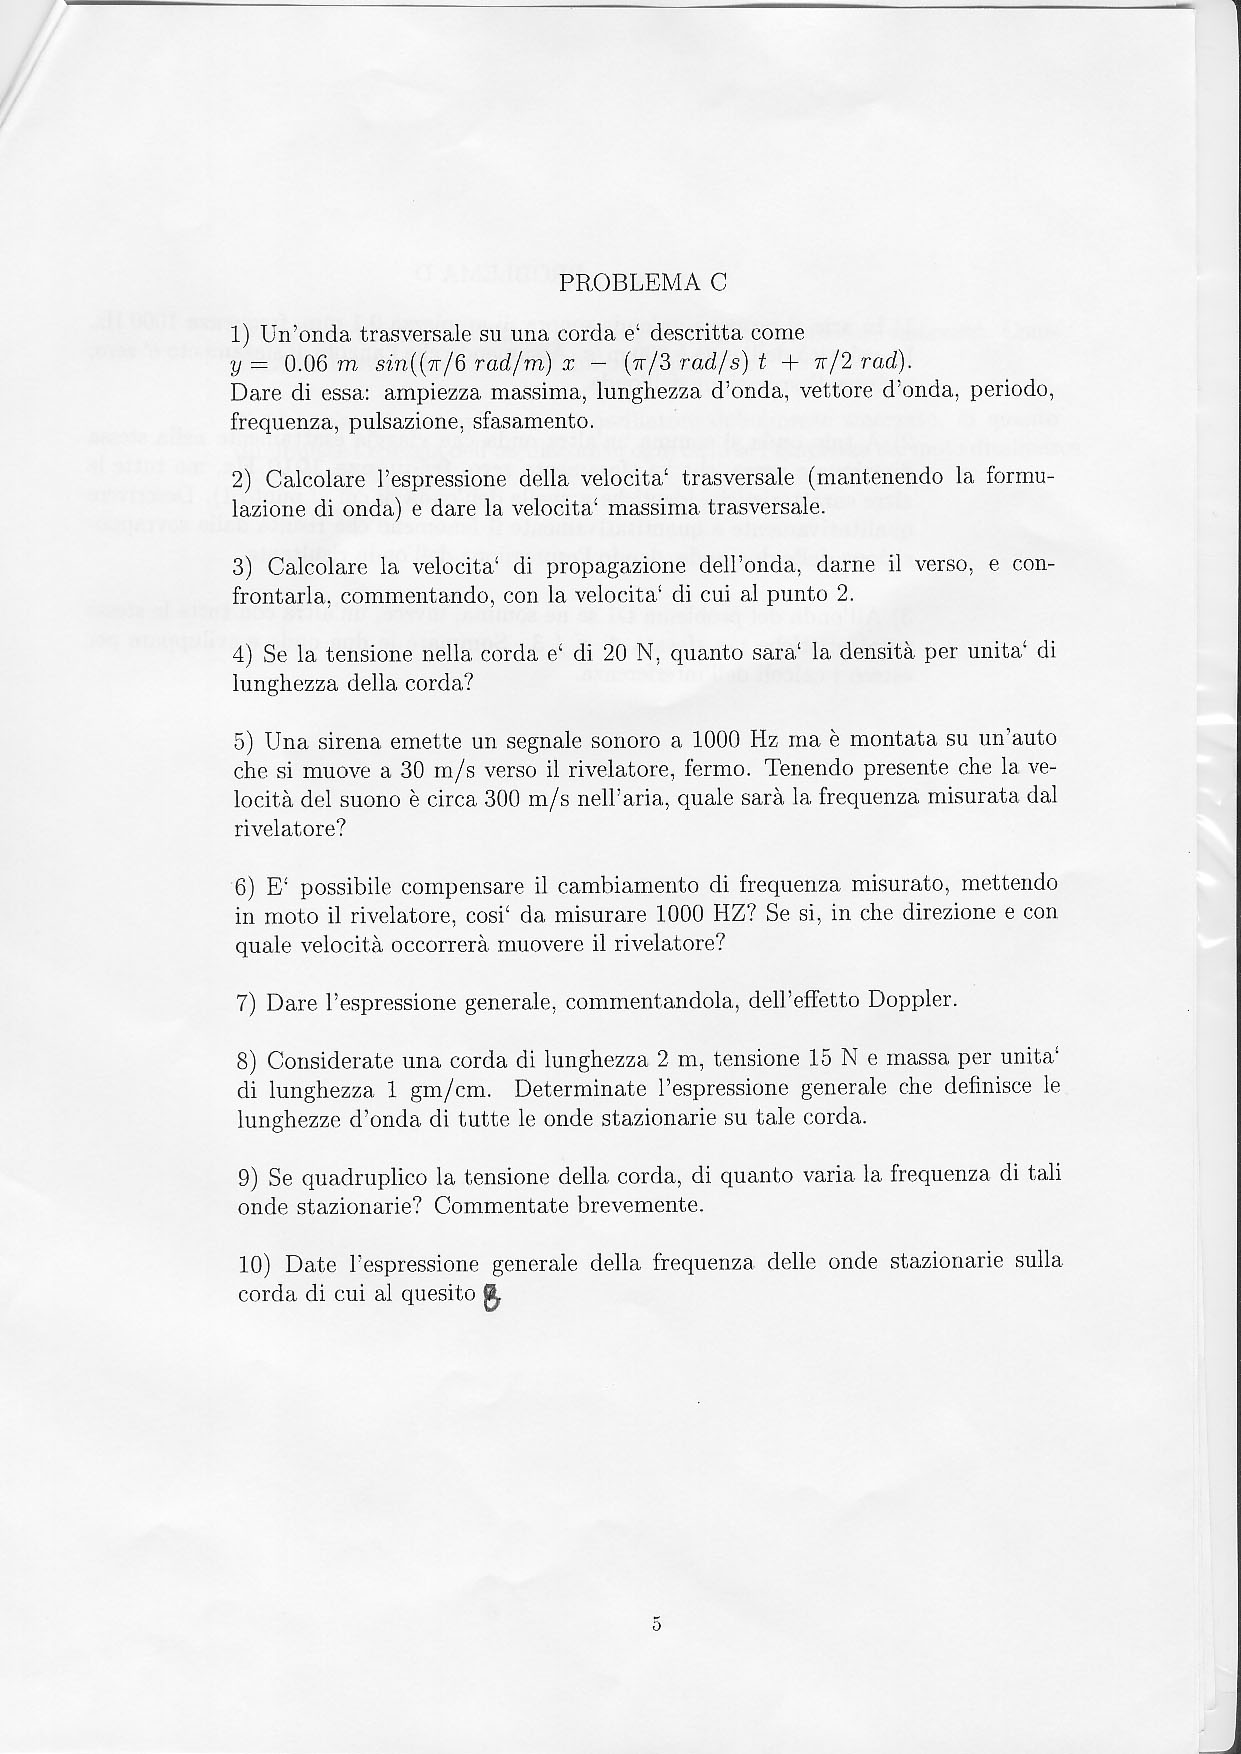 PROBLEMA C
1) Un'onda trasversale su una corda e‘ descritta come
y = 0.06 m sin((π/6 rad/m) x − (π/3 rad/s) t + π/2 rad).
Dare di essa: ampiezza massima, lunghezza d'onda, vettore d'onda, periodo,
frequenza, pulsazione, sfasamento.
2) Calcolare l'espressione della velocita‘ trasversale (mantenendo la formu-
lazione di onda) e dare la velocita‘ massima trasversale.
3) Calcolare la velocita‘ di propagazione dell'onda, darne il verso, e con-
frontarla, commentando, con la velocita‘ di cui al punto 2.
4) Se la tensione nella corda e‘ di 20 N, quanto sara‘ la densità per unita‘ di
lunghezza della corda?
5) Una sirena emette un segnale sonoro a 1000 Hz ma è montata su un'auto
che si muove a 30 m/s verso il rivelatore, fermo. Tenendo presente che la ve-
locità del suono è circa 300 m/s nell'aria, quale sarà la frequenza misurata dal
rivelatore?
6) E‘ possibile compensare il cambiamento di frequenza misurato, mettendo
in moto il rivelatore, cosi‘ da misurare 1000 HZ? Se si, in che direzione e con
quale velocità occorrerà muovere il rivelatore?
7) Dare l'espressione generale, commentandola, dell'effetto Doppler.
8) Considerate una corda di lunghezza 2 m, tensione 15 N e massa per unita‘
di lunghezza 1 gm/cm. Determinate l'espressione generale che definisce le
lunghezze d'onda di tutte le onde stazionarie su tale corda.
9) Se quadruplico la tensione della corda, di quanto varia la frequenza di tali
onde stazionarie? Commentate brevemente.
10) Date l'espressione generale della frequenza delle onde stazionarie sulla
corda di cui al quesito 8
5